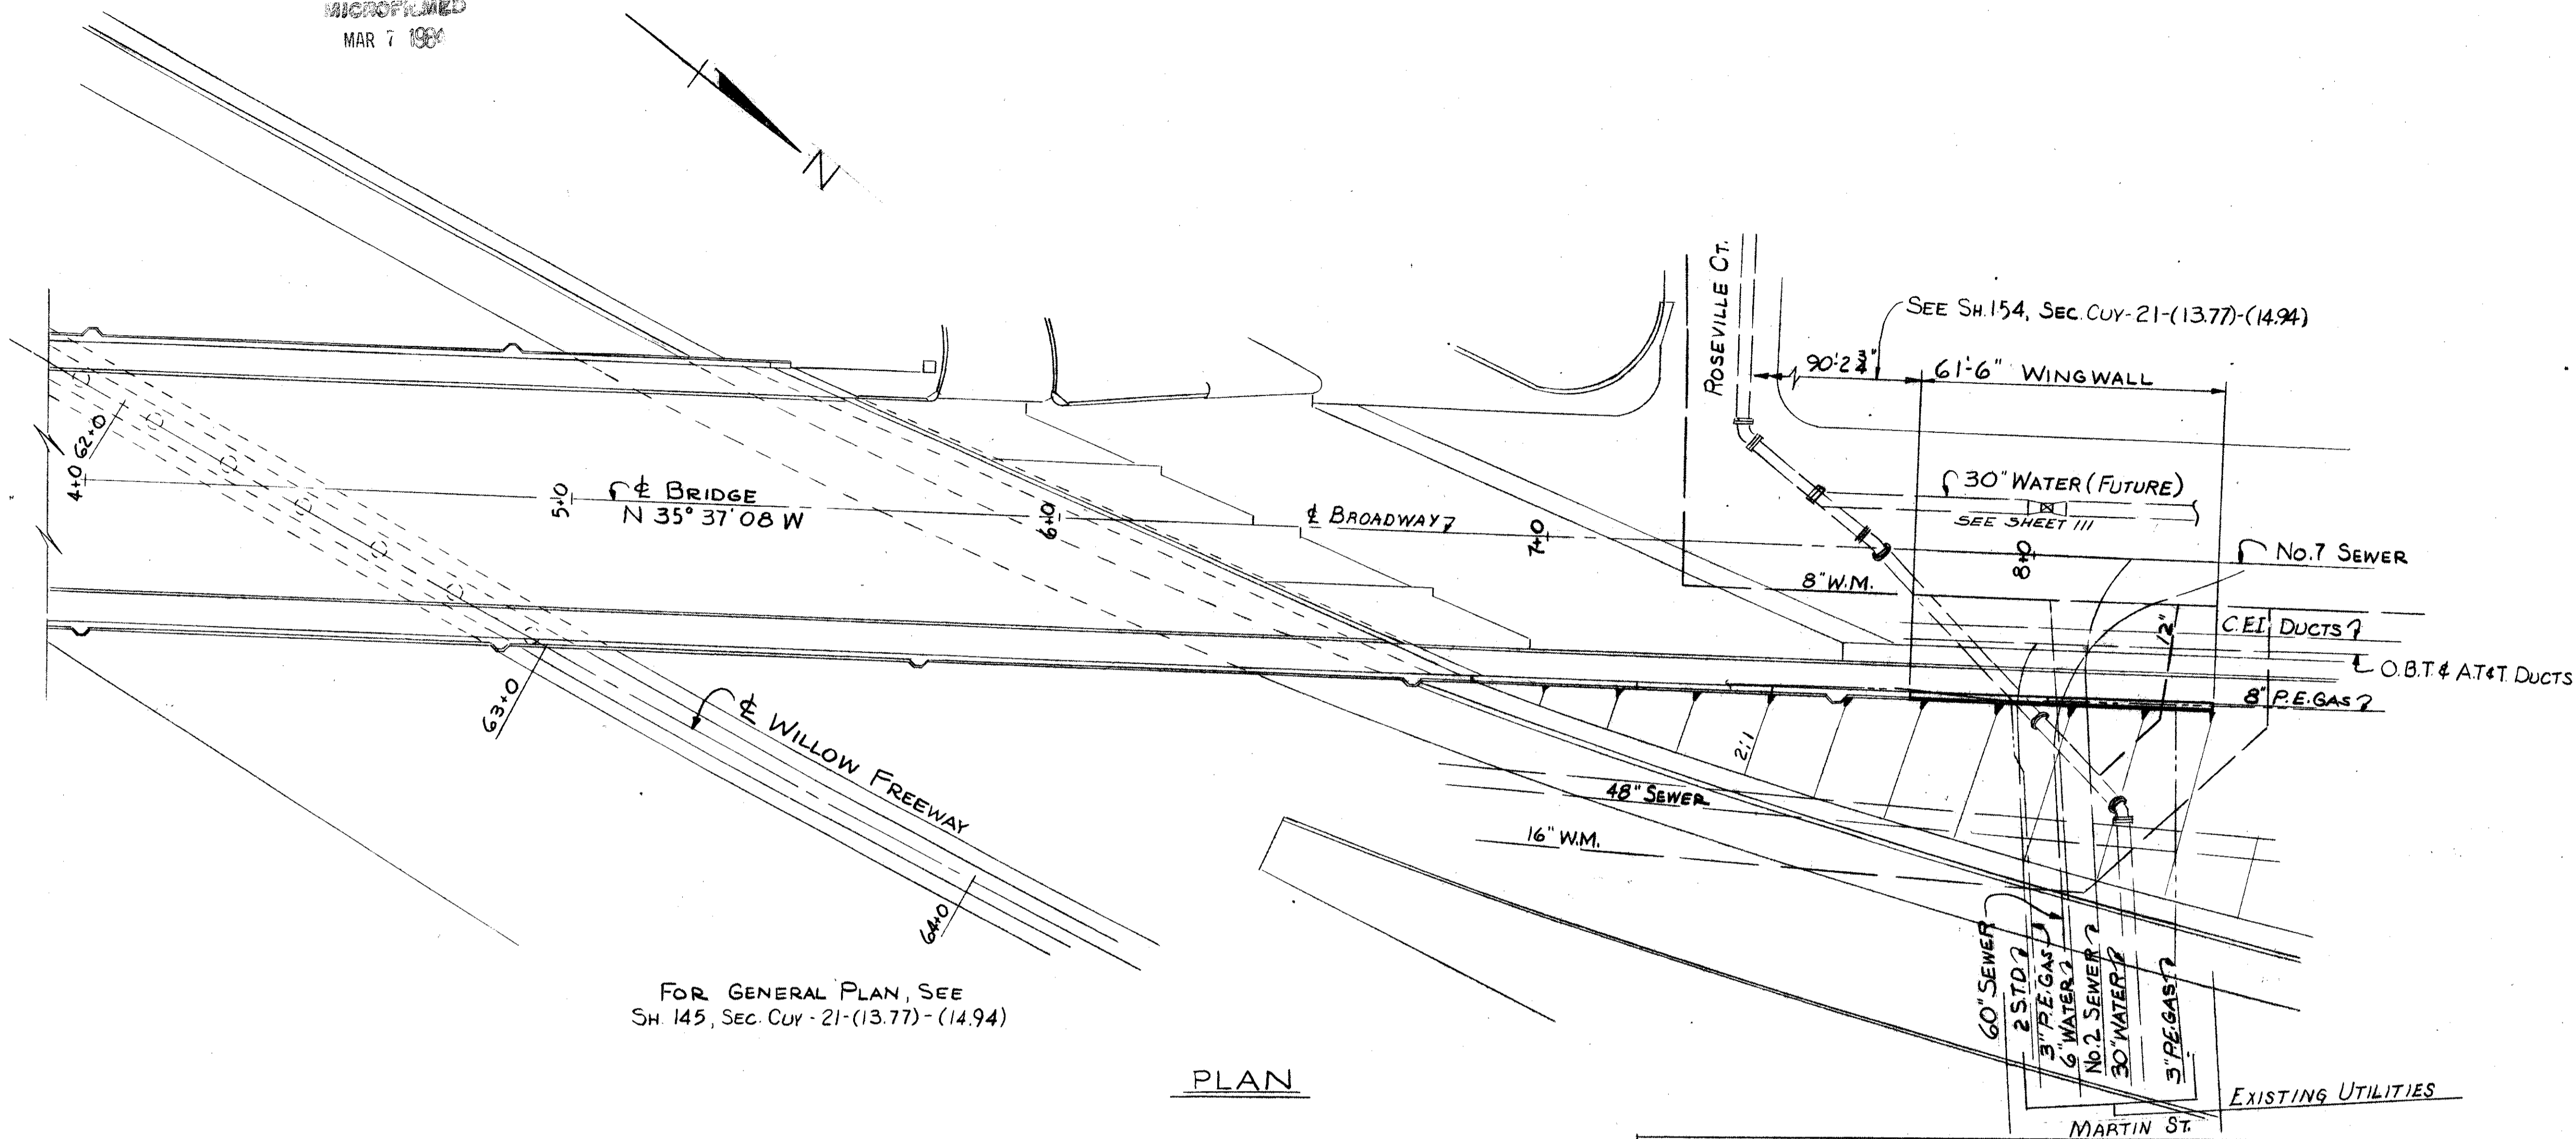 MICROFILMED
MAR 7 1984
N
ROSEVILLE CT.
SEE SH. 154, SEC. CUY-21-(13.77)-(14.94)
90'-2 3/4"
61'-6" WINGWALL
62+0
4+0
5+0
₵ BRIDGE
N 35° 37' 08 W
6+0
₵ BROADWAY
7+0
30" WATER (FUTURE)
SEE SHEET 111
8+0
No. 7 SEWER
8" W.M.
C.E.I. DUCTS
12"
O.B.T. & A.T.&T. DUCTS
8" P.E. GAS
63+0
₵ WILLOW FREEWAY
2:1
48" SEWER
16" W.M.
64+0
60" SEWER
2 S.T.D.
3" P.E. GAS
6" WATER
No. 2 SEWER
30" WATER
3" P.E. GAS
FOR GENERAL PLAN, SEE
SH. 145, SEC. CUY-21-(13.77)-(14.94)
PLAN
EXISTING UTILITIES
MARTIN ST.